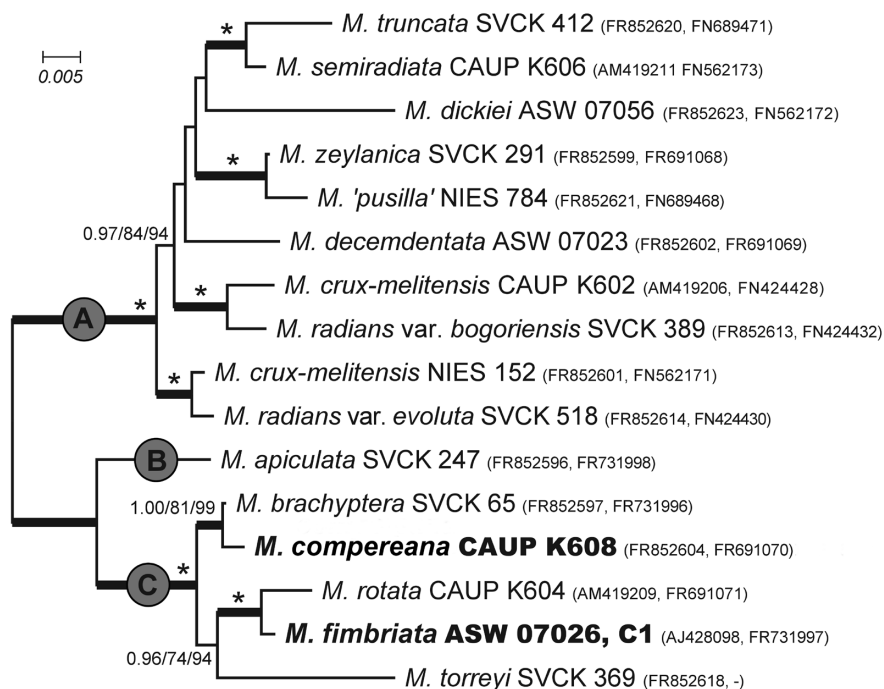 * M. truncata SVCK 412 (FR852620, FN689471)
0.005
M. semiradiata CAUP K606 (AM419211 FN562173)
M. dickiei ASW 07056 (FR852623, FN562172)
* M. zeylanica SVCK 291 (FR852599, FR691068)
M. 'pusilla' NIES 784 (FR852621, FN689468)
0.97/84/94
M. decemdentata ASW 07023 (FR852602, FR691069)
* M. crux-melitensis CAUP K602 (AM419206, FN424428)
A *
M. radians var. bogoriensis SVCK 389 (FR852613, FN424432)
* M. crux-melitensis NIES 152 (FR852601, FN562171)
M. radians var. evoluta SVCK 518 (FR852614, FN424430)
B M. apiculata SVCK 247 (FR852596, FR731998)
1.00/81/99 M. brachyptera SVCK 65 (FR852597, FR731996)
M. compereana CAUP K608 (FR852604, FR691070)
C *
* M. rotata CAUP K604 (AM419209, FR691071)
M. fimbriata ASW 07026, C1 (AJ428098, FR731997)
0.96/74/94
M. torreyi SVCK 369 (FR852618, -)